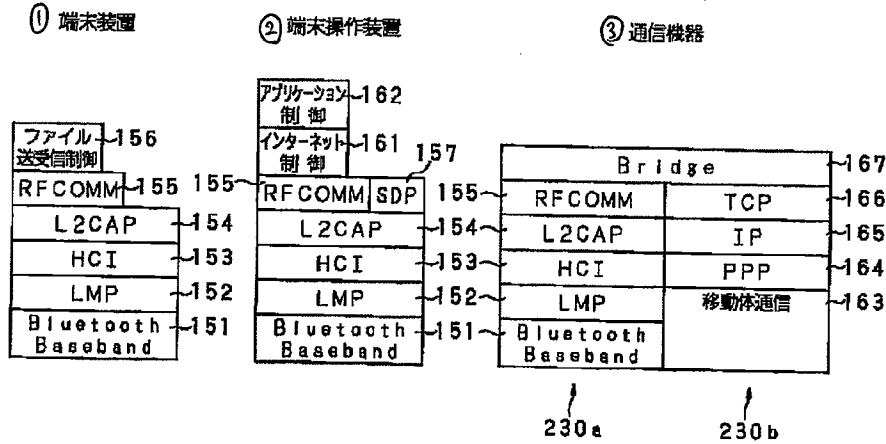 ① 端末装置
ファイル
送受信制御
156
RFCOMM
155
L2CAP
154
HCI
153
LMP
152
Bluetooth
Baseband
151
② 端末操作装置
アプリケーション
制御
162
インターネット
制御
161
157
155
RFCOMM
SDP
L2CAP
154
HCI
153
LMP
152
Bluetooth
Baseband
151
③ 通信機器
Bridge
167
155
RFCOMM
TCP
166
L2CAP
IP
165
HCI
PPP
164
LMP
移動体通信
163
Bluetooth
Baseband
230a
230b